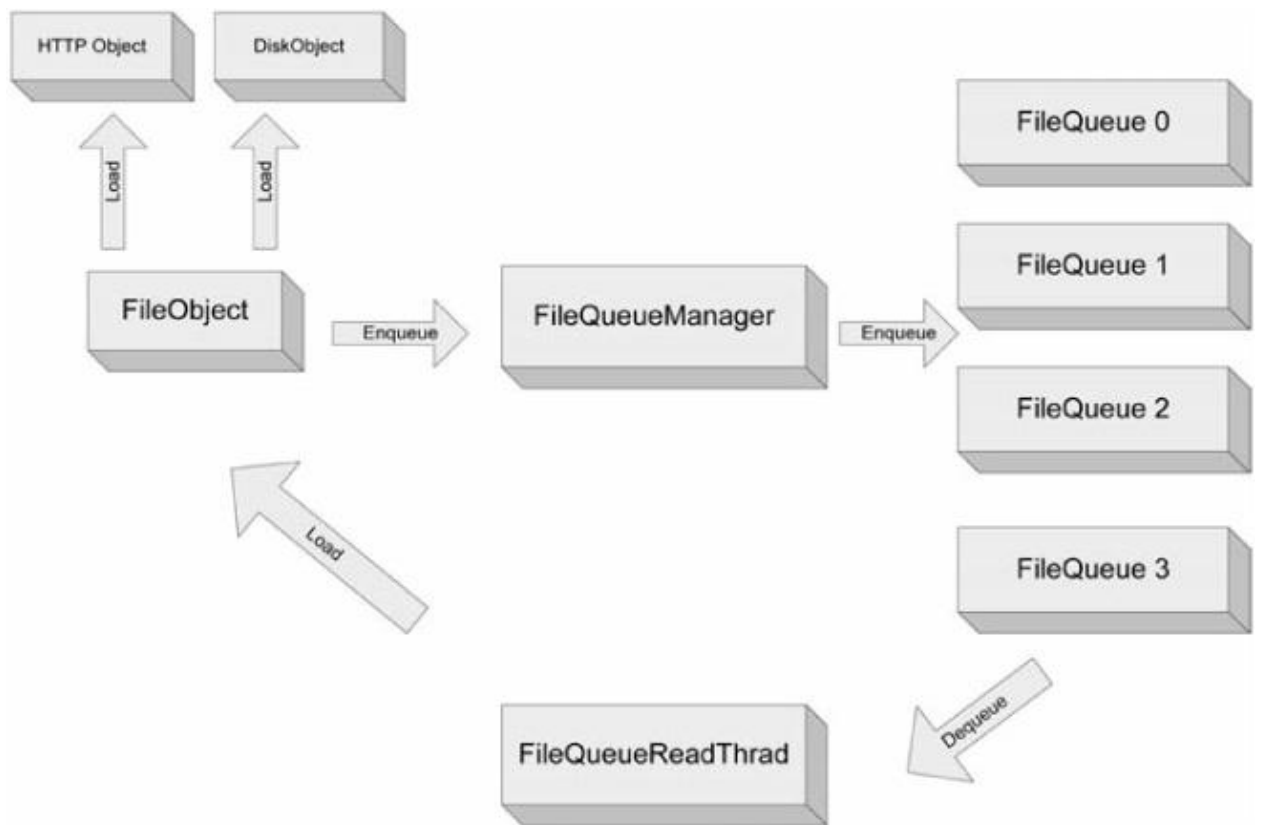 HTTP Object
DiskObject
Load
Load
FileObject
Enqueue
FileQueueManager
Enqueue
FileQueue 0
FileQueue 1
FileQueue 2
FileQueue 3
Load
Dequeue
FileQueueReadThrad